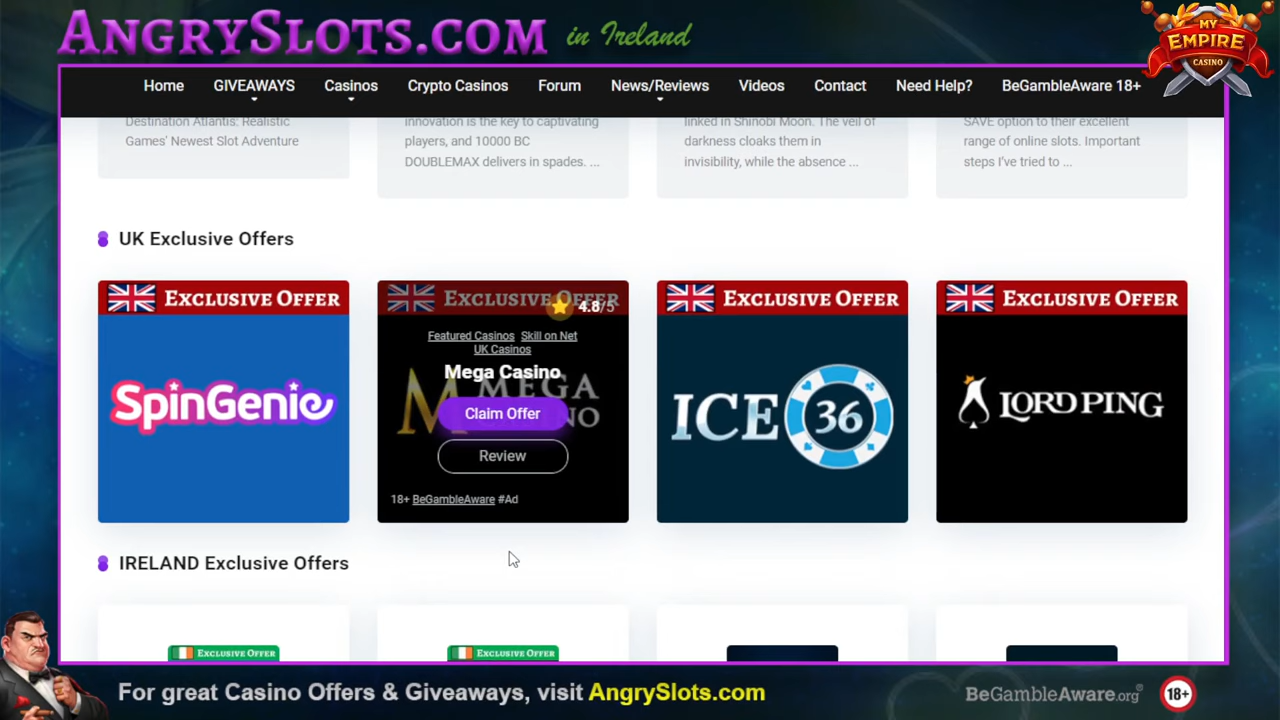 ANGRYSLOTS.COM in Ireland
MY EMPIRE CASINO
Home GIVEAWAYS Casinos Crypto Casinos Forum News/Reviews Videos Contact Need Help? BeGambleAware 18+
Destination Atlantis: Realistic
Games' Newest Slot Adventure
innovation is the key to captivating
players, and 10000 BC
DOUBLEMAX delivers in spades. ...
linked in Shinobi Moon. The veil of
darkness cloaks them in
invisibility, while the absence ...
SAVE option to their excellent
range of online slots. Important
steps I've tried to ...
UK Exclusive Offers
EXCLUSIVE OFFER
SpinGenie
EXCLUSIVE OFFER
4.8/5
Featured Casinos Skill on Net
UK Casinos
Mega Casino
Claim Offer
Review
18+ BeGambleAware #Ad
EXCLUSIVE OFFER
ICE 36
EXCLUSIVE OFFER
LORD PING
IRELAND Exclusive Offers
EXCLUSIVE OFFER
EXCLUSIVE OFFER
For great Casino Offers & Giveaways, visit AngrySlots.com
BeGambleAware.org®
18+